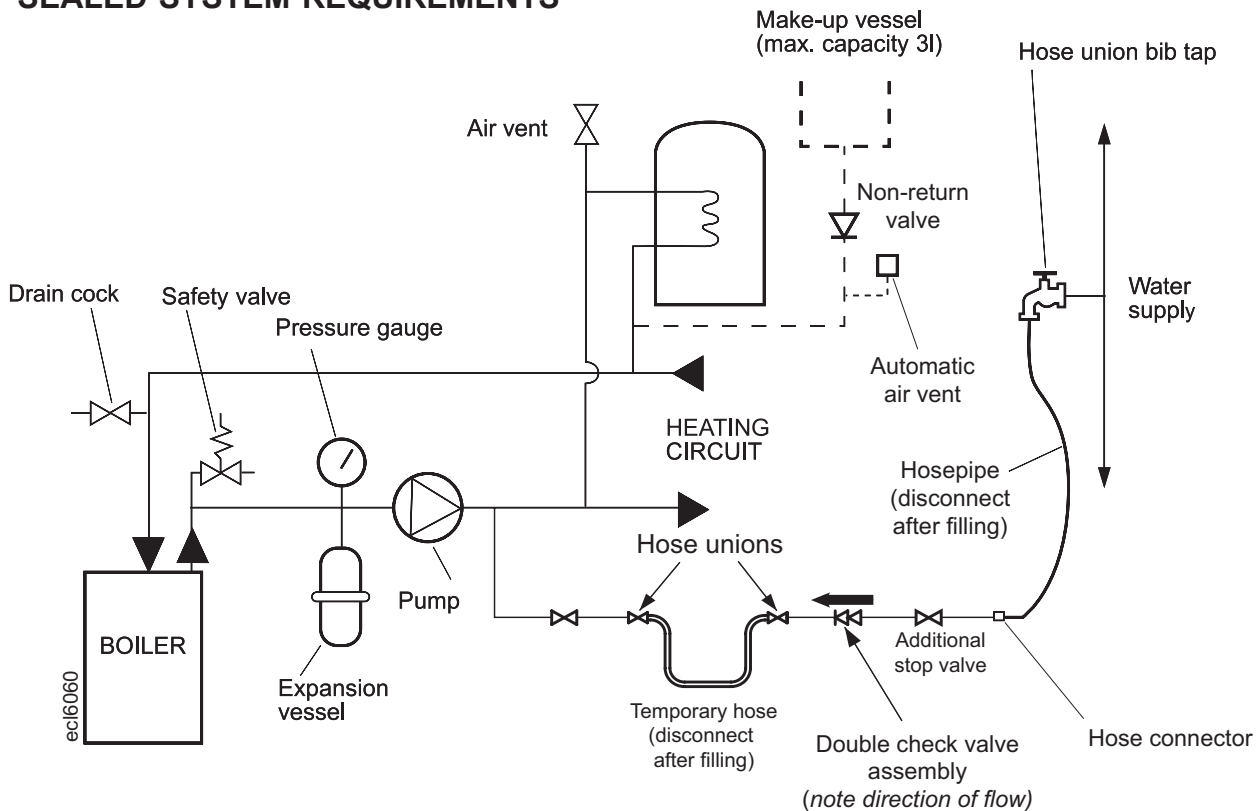 SEALED SYSTEM REQUIREMENTS
Make-up vessel
(max. capacity 3l)
Hose union bib tap
Air vent
Non-return
valve
Drain cock
Safety valve
Pressure gauge
Water
supply
Automatic
air vent
HEATING
CIRCUIT
Hosepipe
(disconnect
after filling)
Hose unions
Pump
BOILER
Additional
stop valve
Expansion
vessel
ecl6060
Temporary hose
(disconnect
after filling)
Double check valve
assembly
(note direction of flow)
Hose connector